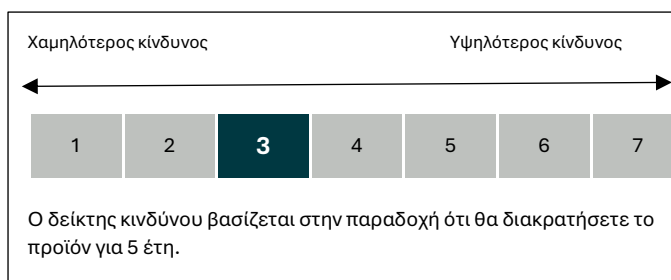 Χαμηλότερος κίνδυνος Υψηλότερος κίνδυνος
1 2 3 4 5 6 7
Ο δείκτης κινδύνου βασίζεται στην παραδοχή ότι θα διακρατήσετε το
προϊόν για 5 έτη.